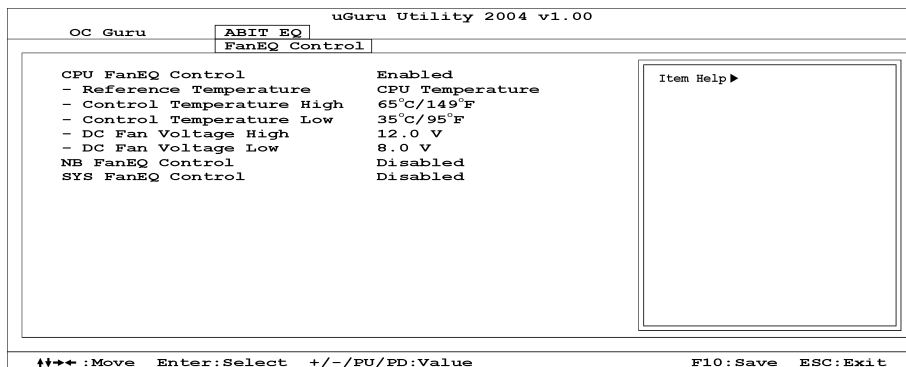 uGuru Utility 2004 v1.00
OC Guru ABIT EQ
FanEQ Control
CPU FanEQ Control Enabled
- Reference Temperature CPU Temperature
- Control Temperature High 65°C/149°F
- Control Temperature Low 35°C/95°F
- DC Fan Voltage High 12.0 V
- DC Fan Voltage Low 8.0 V
NB FanEQ Control Disabled
SYS FanEQ Control Disabled
Item Help▶
↑↓→←:Move Enter:Select +/-/PU/PD:Value F10:Save ESC:Exit